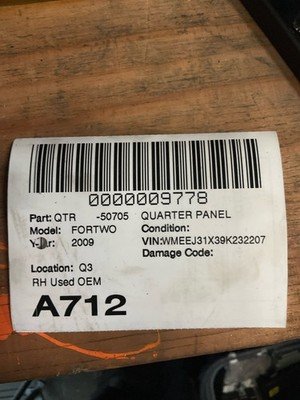 0000009778
Part: QTR -50705 QUARTER PANEL
Model: FORTWO Condition:
Year: 2009 VIN:WMEEJ31X39K232207
Damage Code:
Location: Q3
RH Used OEM
A712